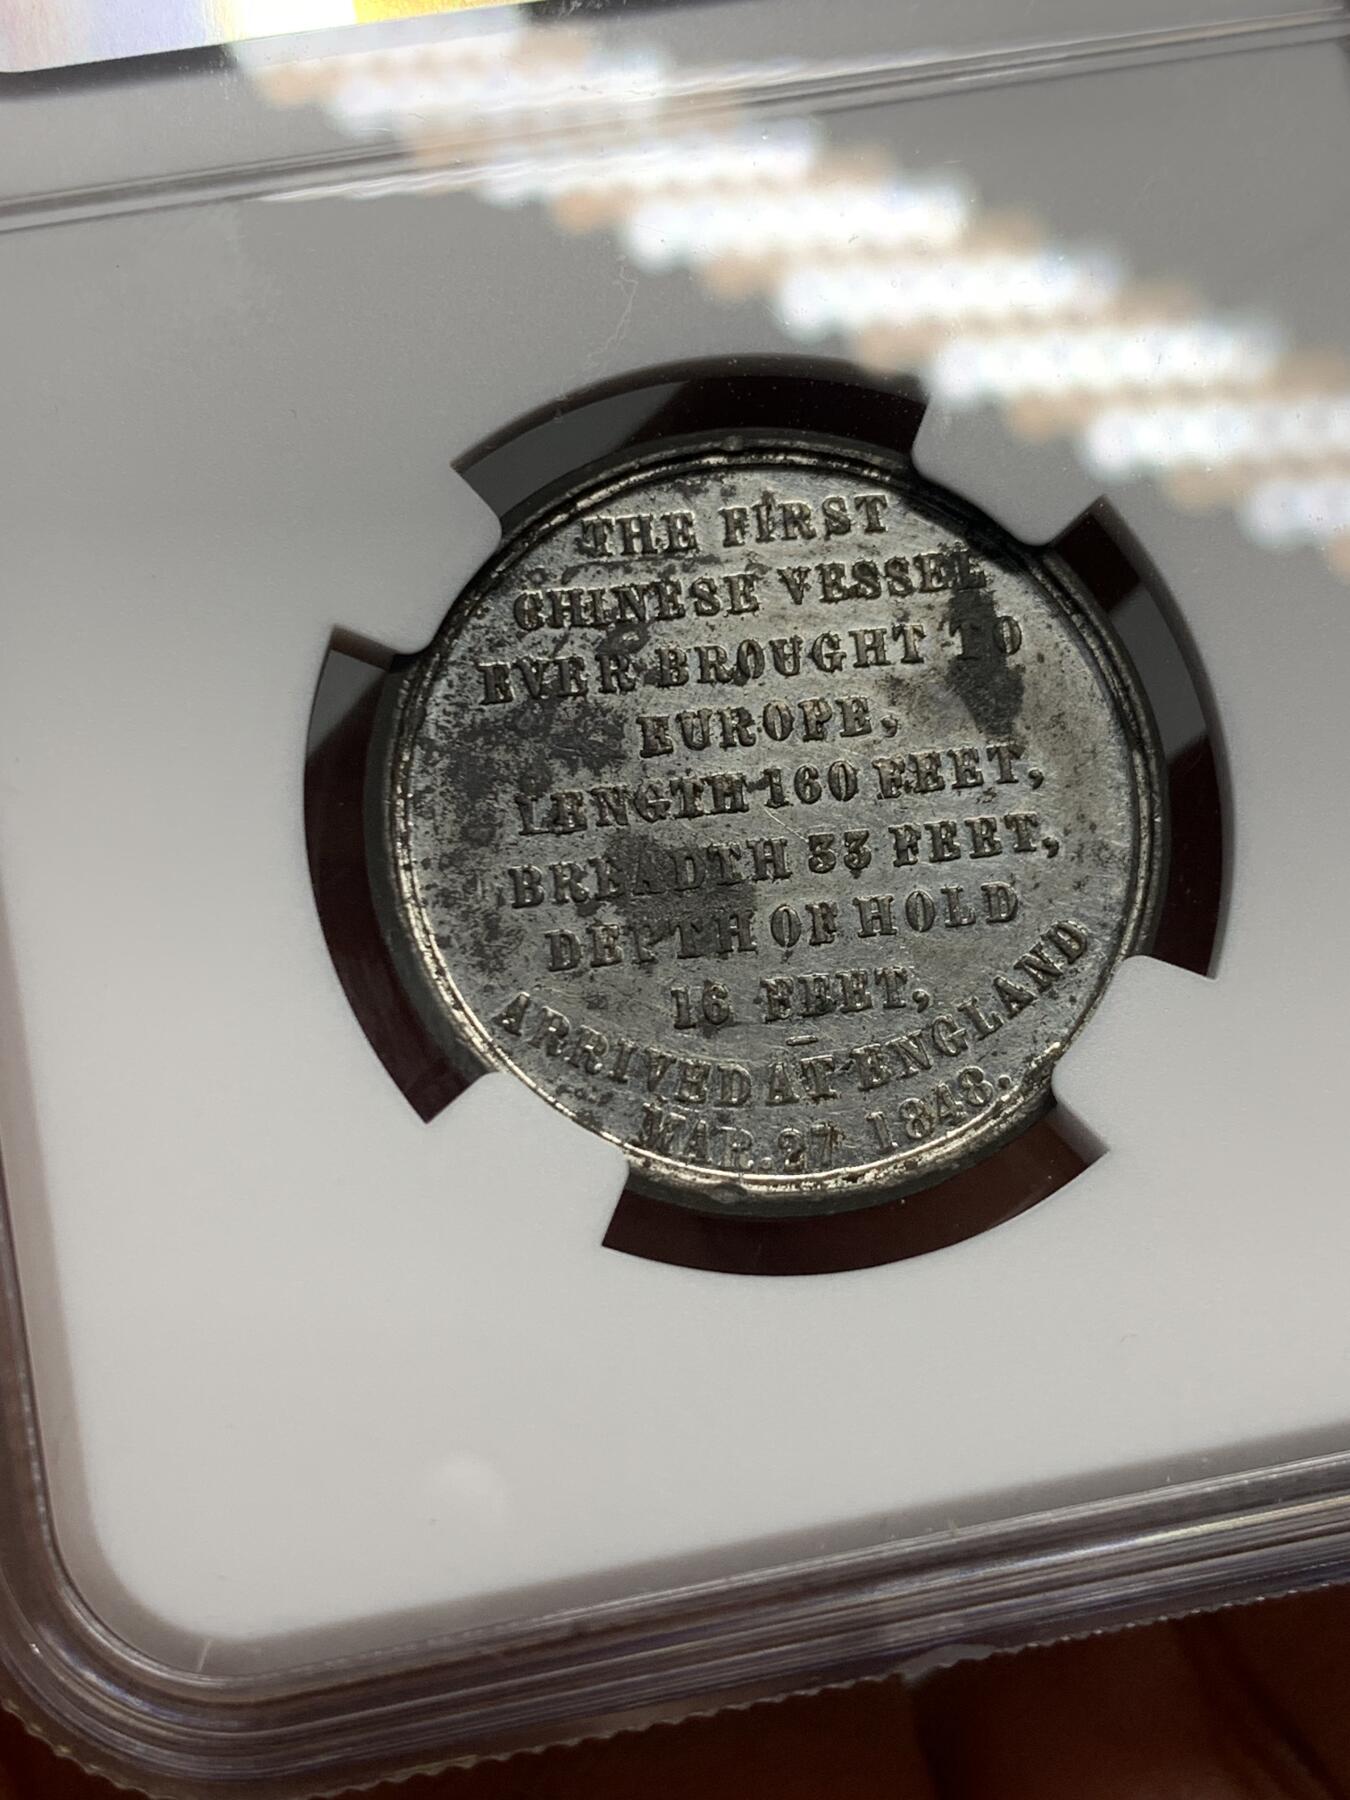 THE FIRST
CHINESE VESSEL
EVER BROUGHT TO
EUROPE,
LENGTH 160 FEET,
BREADTH 33 FEET,
DEPTH OF HOLD
16 FEET,
ARRIVED AT ENGLAND
MAR. 27 1848.